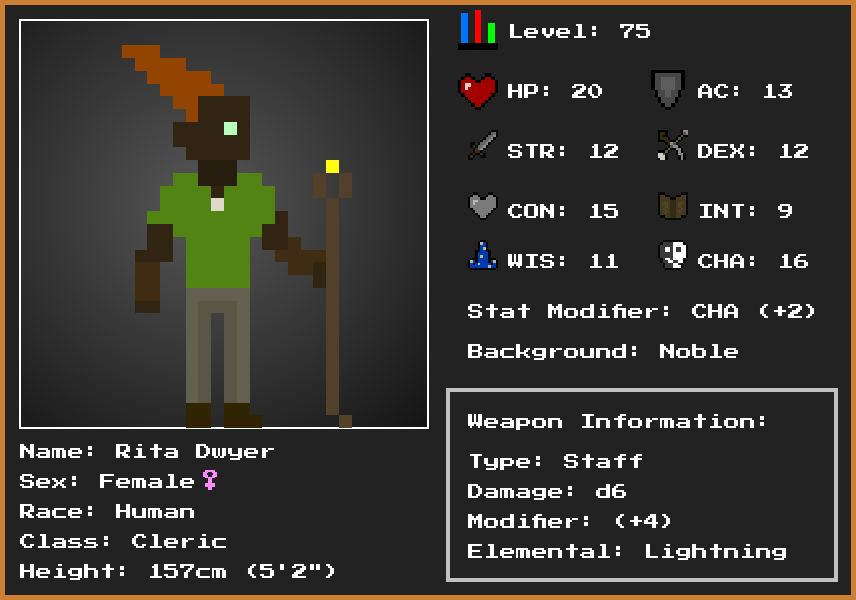 Level: 75
HP: 20 AC: 13
STR: 12 DEX: 12
CON: 15 INT: 9
WIS: 11 CHA: 16
Stat Modifier: CHA (+2)
Background: Noble
Weapon Information:
Type: Staff
Damage: d6
Modifier: (+4)
Elemental: Lightning
Name: Rita Dwyer
Sex: Female♀
Race: Human
Class: Cleric
Height: 157cm (5'2")